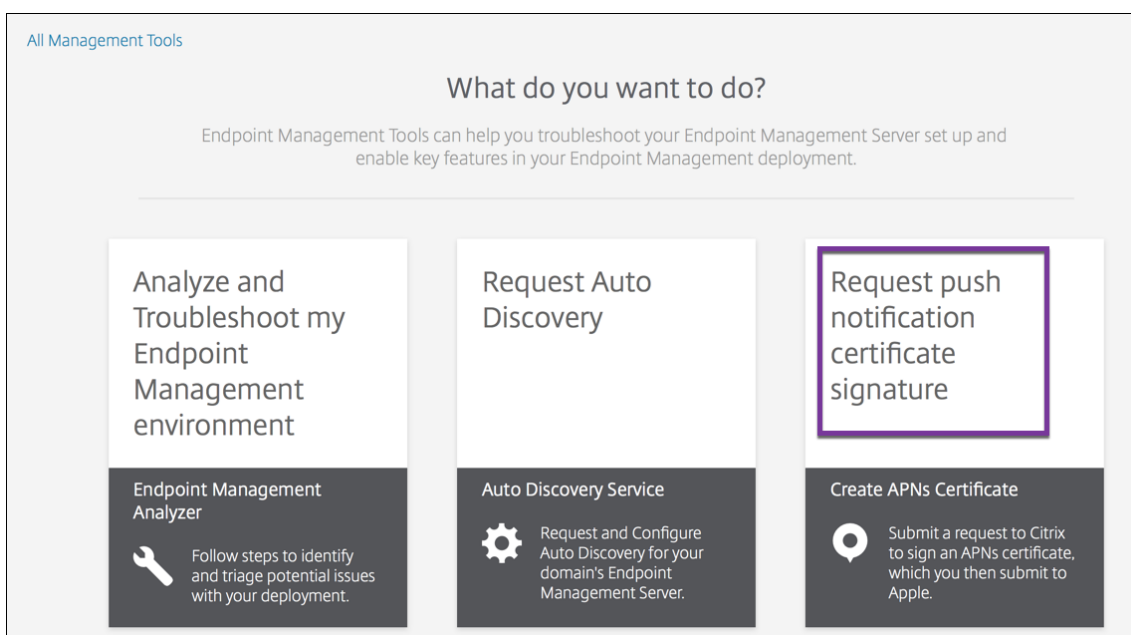 All Management Tools
What do you want to do?
Endpoint Management Tools can help you troubleshoot your Endpoint Management Server set up and
enable key features in your Endpoint Management deployment.
Analyze and
Troubleshoot my
Endpoint
Management
environment
Endpoint Management
Analyzer
Follow steps to identify
and triage potential issues
with your deployment.
Request Auto
Discovery
Auto Discovery Service
Request and Configure
Auto Discovery for your
domain's Endpoint
Management Server.
Request push
notification
certificate
signature
Create APNs Certificate
Submit a request to Citrix
to sign an APNs certificate,
which you then submit to
Apple.